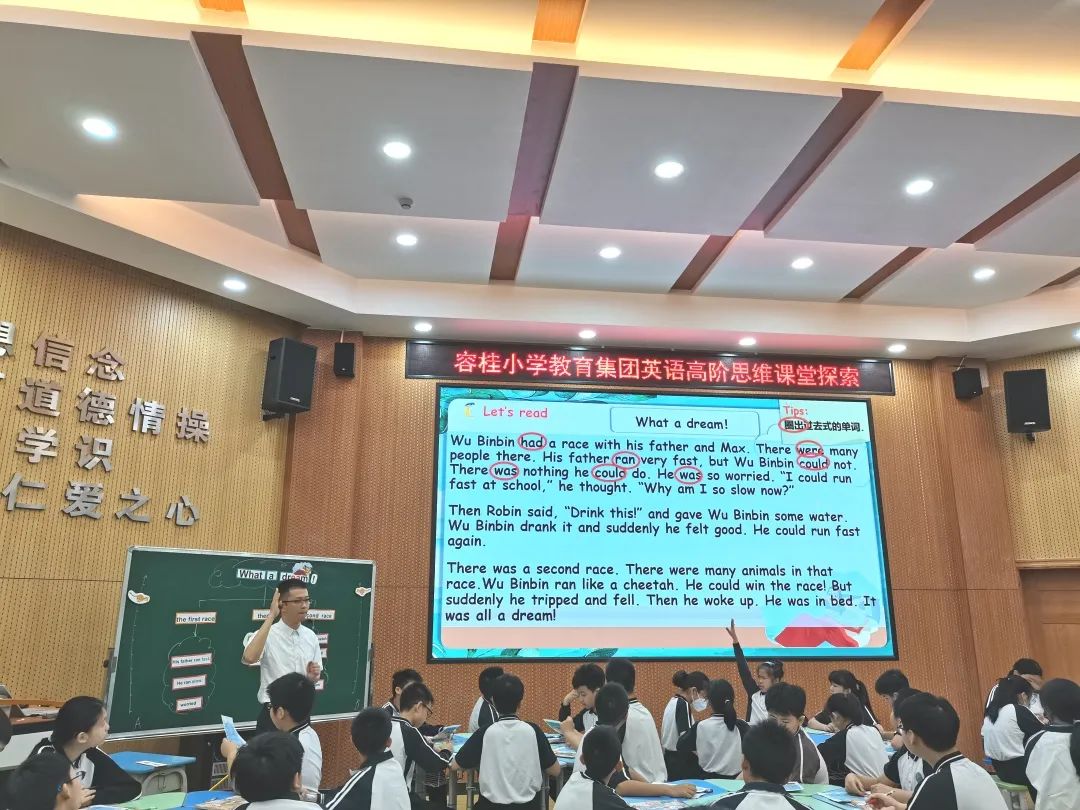 信念
道德情操
学识
仁爱之心
容桂小学教育集团英语高阶思维课堂探索
Let's read
What a dream!
Tips:
圈出过去式的单词.
Wu Binbin had a race with his father and Max. There were many
people there. His father ran very fast, but Wu Binbin could not.
There was nothing he could do. He was so worried. "I could run
fast at school," he thought. "Why am I so slow now?"
Then Robin said, "Drink this!" and gave Wu Binbin some water.
Wu Binbin drank it and suddenly he felt good. He could run fast
again.
There was a second race. There were many animals in that
race.Wu Binbin ran like a cheetah. He could win the race! But
suddenly he tripped and fell. Then he woke up. He was in bed. It
was all a dream!
What a dream!
the first race
race
His father ran fast.
He ran slow.
worried
A